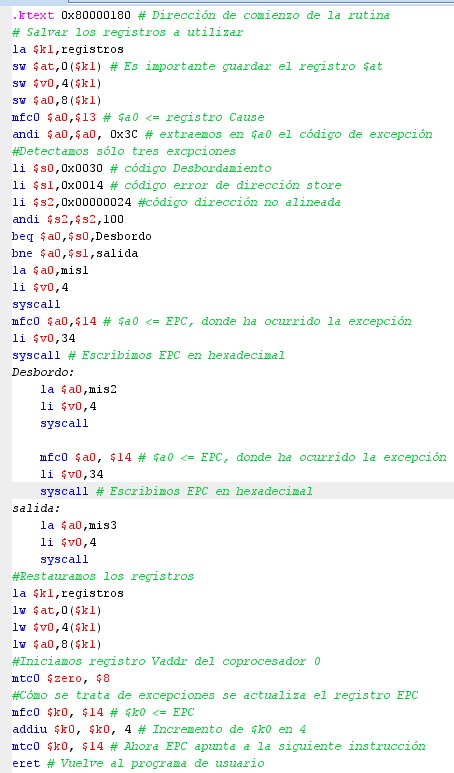 .ktext 0x80000180 # Dirección de comienzo de la rutina
# Salvar los registros a utilizar
la $k1,registros
sw $at,0($k1) # Es importante guardar el registro $at
sw $v0,4($k1)
sw $a0,8($k1)
mfc0 $a0,$13 # $a0 <= registro Cause
andi $a0,$a0, 0x3C # extraemos en $a0 el código de excepción
#Detectamos sólo tres excpciones
li $s0,0x0030 # código Desbordamiento
li $s1,0x0014 # código error de dirección store
li $s2,0x00000024 #código dirección no alineada
andi $s2,$s2,100
beq $a0,$s0,Desbordo
bne $a0,$s1,salida
la $a0,mis1
li $v0,4
syscall
mfc0 $a0,$14 # $a0 <= EPC, donde ha ocurrido la excepción
li $v0,34
syscall # Escribimos EPC en hexadecimal
Desbordo:
la $a0,mis2
li $v0,4
syscall
mfc0 $a0, $14 # $a0 <= EPC, donde ha ocurrido la excepción
li $v0,34
syscall # Escribimos EPC en hexadecimal
salida:
la $a0,mis3
li $v0,4
syscall
#Restauramos los registros
la $k1,registros
lw $at,0($k1)
lw $v0,4($k1)
lw $a0,8($k1)
#Iniciamos registro Vaddr del coprocesador 0
mtc0 $zero, $8
#Cómo se trata de excepciones se actualiza el registro EPC
mfc0 $k0, $14 # $k0 <= EPC
addiu $k0, $k0, 4 # Incremento de $k0 en 4
mtc0 $k0, $14 # Ahora EPC apunta a la siguiente instrucción
eret # Vuelve al programa de usuario